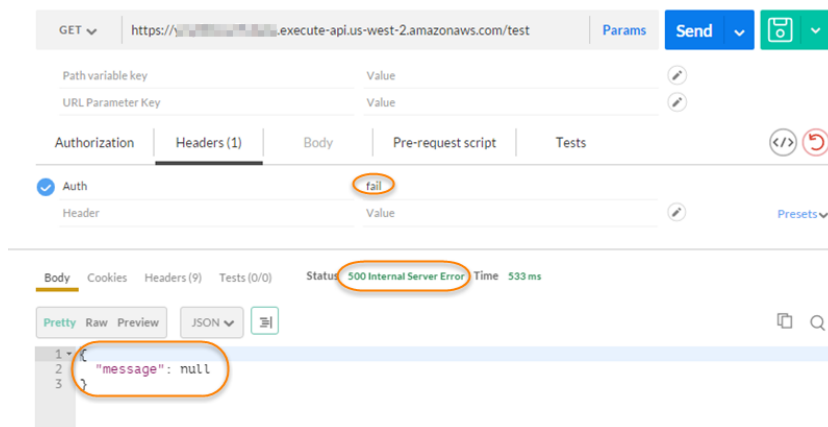 GET https:// .execute-api.us-west-2.amazonaws.com/test Params Send
Path variable key Value
URL Parameter Key Value
Authorization Headers (1) Body Pre-request script Tests </>
Auth fail
Header Value Presets
Body Cookies Headers (9) Tests (0/0) Status 500 Internal Server Error Time 533 ms
Pretty Raw Preview JSON
1 {
2 "message": null
3 }